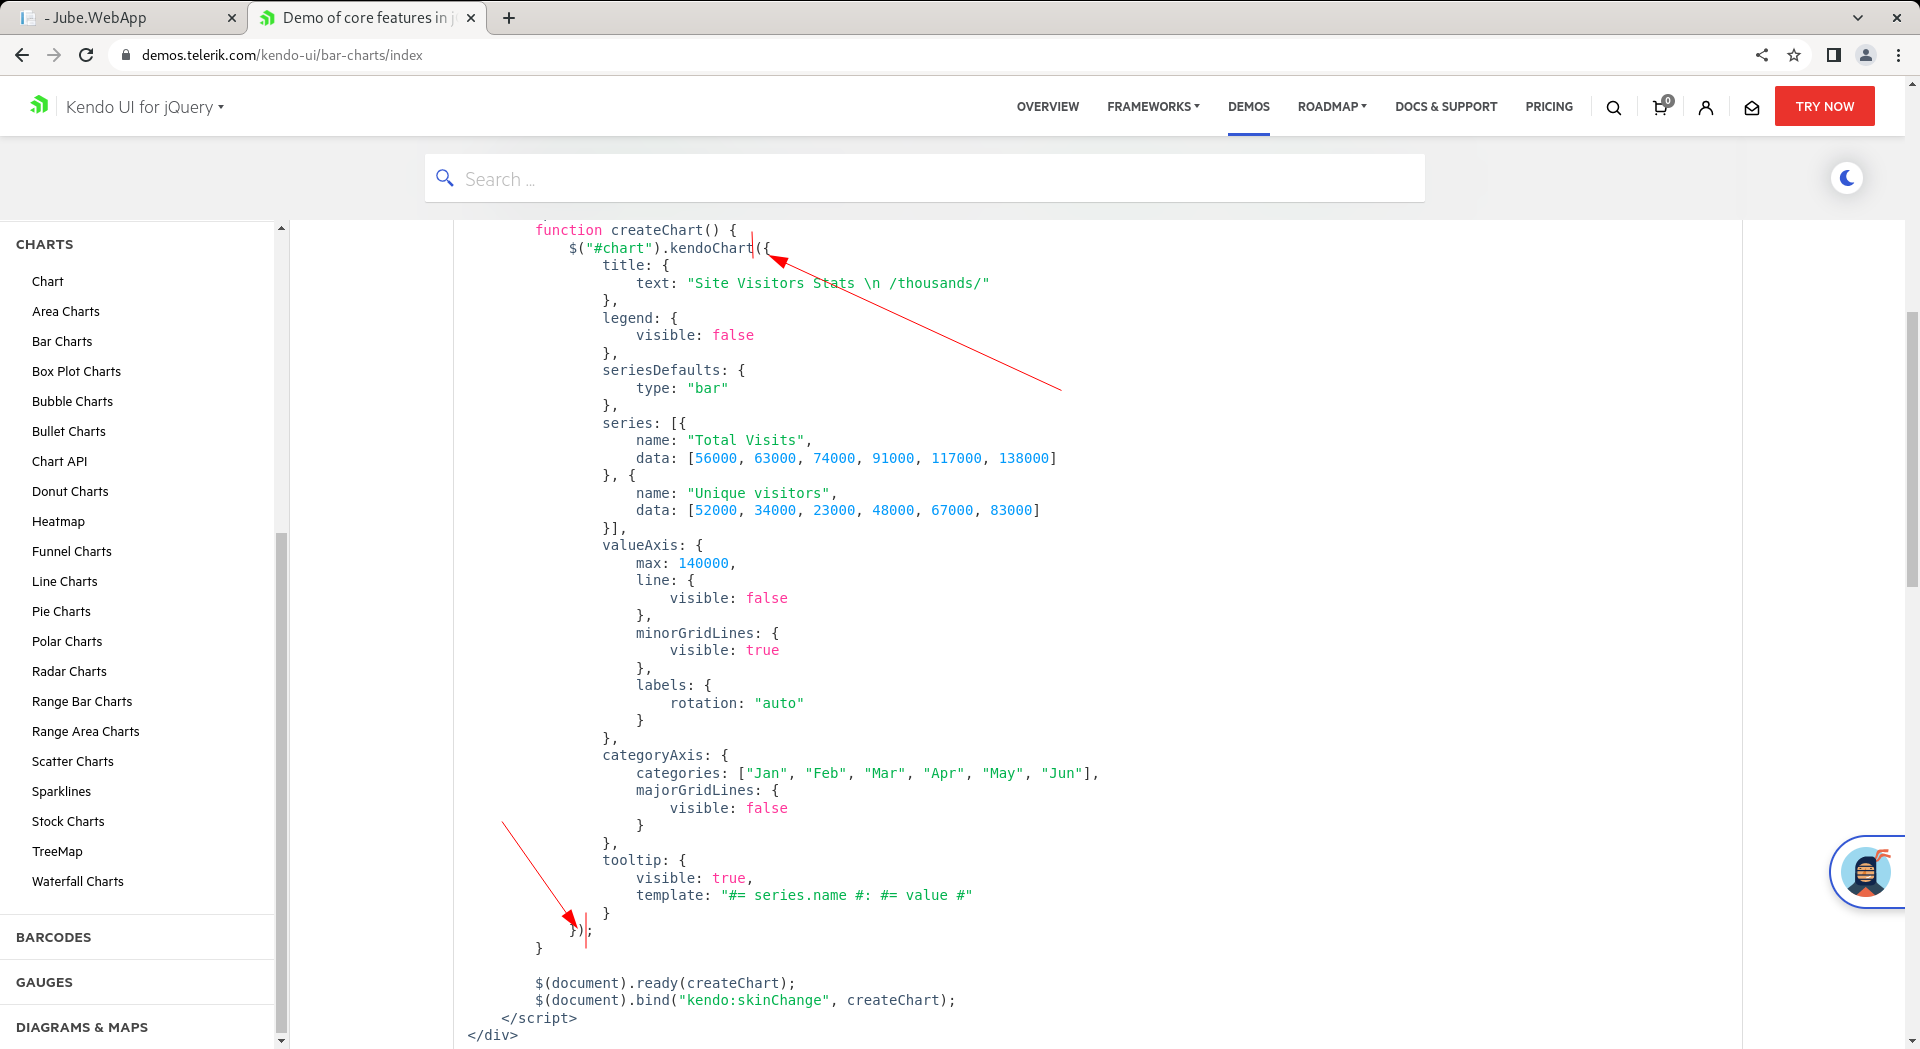 - Jube.WebApp
Demo of core features in j
demos.telerik.com/kendo-ui/bar-charts/index
Kendo UI for jQuery
OVERVIEW
FRAMEWORKS
DEMOS
ROADMAP
DOCS & SUPPORT
PRICING
0
TRY NOW
Search ...
CHARTS
Chart
Area Charts
Bar Charts
Box Plot Charts
Bubble Charts
Bullet Charts
Chart API
Donut Charts
Heatmap
Funnel Charts
Line Charts
Pie Charts
Polar Charts
Radar Charts
Range Bar Charts
Range Area Charts
Scatter Charts
Sparklines
Stock Charts
TreeMap
Waterfall Charts
BARCODES
GAUGES
DIAGRAMS & MAPS
function createChart() {
$("#chart").kendoChart({
title: {
text: "Site Visitors Stats \n /thousands/"
},
legend: {
visible: false
},
seriesDefaults: {
type: "bar"
},
series: [{
name: "Total Visits",
data: [56000, 63000, 74000, 91000, 117000, 138000]
}, {
name: "Unique visitors",
data: [52000, 34000, 23000, 48000, 67000, 83000]
}],
valueAxis: {
max: 140000,
line: {
visible: false
},
minorGridLines: {
visible: true
},
labels: {
rotation: "auto"
}
},
categoryAxis: {
categories: ["Jan", "Feb", "Mar", "Apr", "May", "Jun"],
majorGridLines: {
visible: false
}
},
tooltip: {
visible: true,
template: "#= series.name #: #= value #"
}
});
}
$(document).ready(createChart);
$(document).bind("kendo:skinChange", createChart);
</script>
</div>